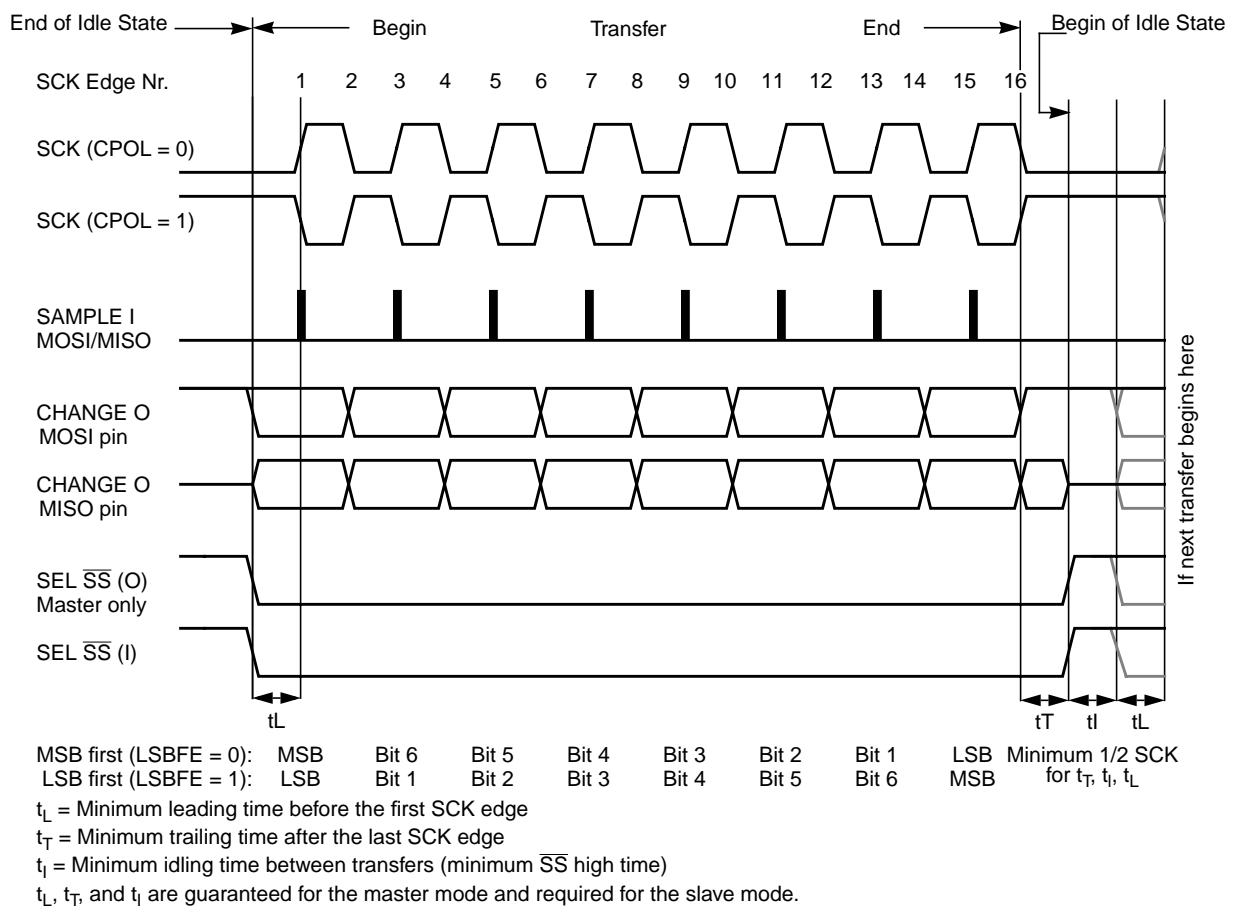 End of Idle State
Begin
Transfer
End
Begin of Idle State
SCK Edge Nr.
1 2 3 4 5 6 7 8 9 10 11 12 13 14 15 16
SCK (CPOL = 0)
SCK (CPOL = 1)
SAMPLE I
MOSI/MISO
CHANGE O
MOSI pin
CHANGE O
MISO pin
SEL S̅S̅ (O)
Master only
SEL S̅S̅ (I)
If next transfer begins here
tL
tT
tI
tL
MSB first (LSBFE = 0): MSB Bit 6 Bit 5 Bit 4 Bit 3 Bit 2 Bit 1 LSB
LSB first (LSBFE = 1): LSB Bit 1 Bit 2 Bit 3 Bit 4 Bit 5 Bit 6 MSB
Minimum 1/2 SCK
for tT, tI, tL
tL = Minimum leading time before the first SCK edge
tT = Minimum trailing time after the last SCK edge
tI = Minimum idling time between transfers (minimum S̅S̅ high time)
tL, tT, and tI are guaranteed for the master mode and required for the slave mode.